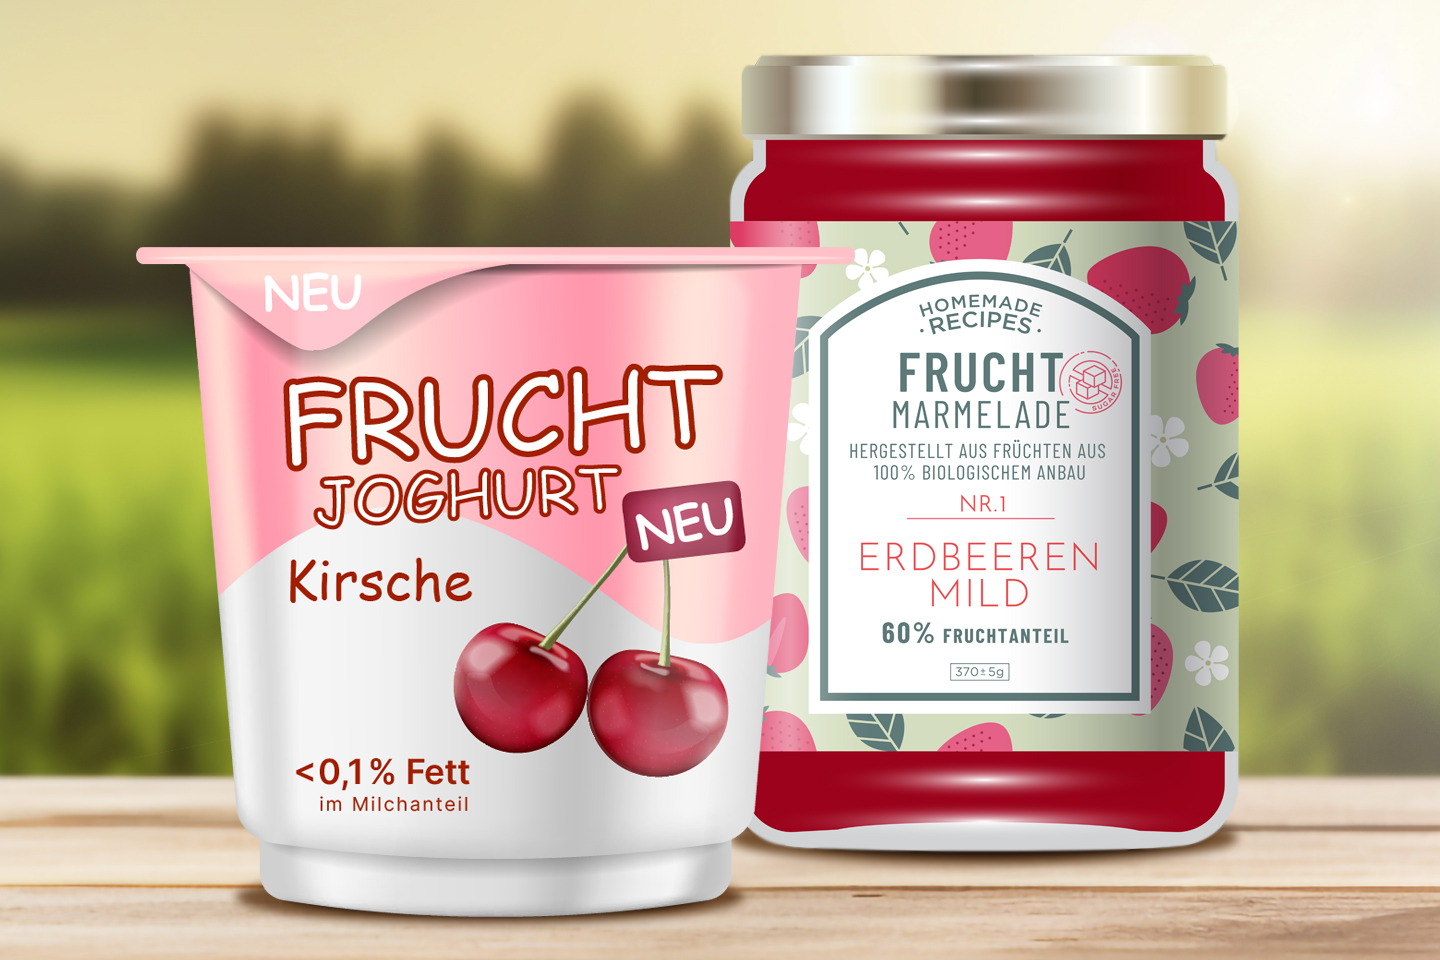 NEU
FRUCHT
JOGHURT
NEU
Kirsche
<0,1% Fett
im Milchanteil
HOMEMADE
·RECIPES·
FRUCHT
MARMELADE
SUGAR FREE
HERGESTELLT AUS FRÜCHTEN AUS
100% BIOLOGISCHEM ANBAU
NR.1
ERDBEEREN
MILD
60% FRUCHTANTEIL
370±5g